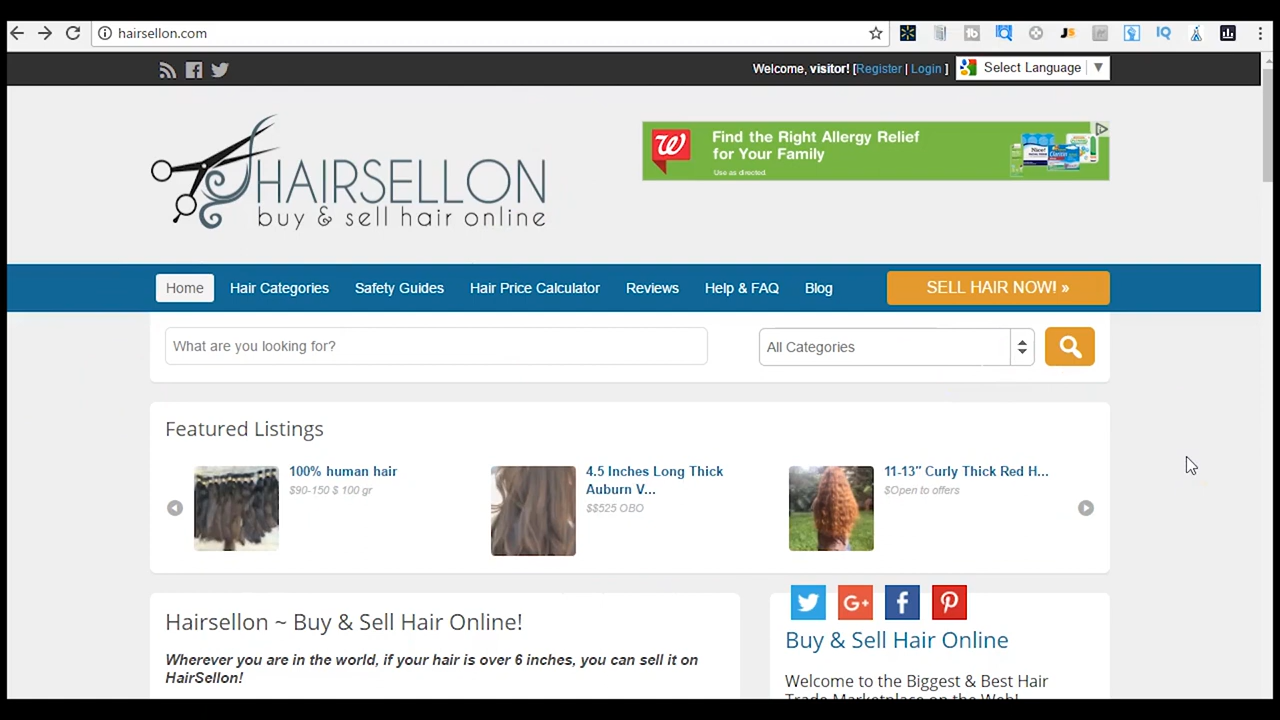 hairsellon.com
Welcome, visitor! [Register | Login ]
Select Language
HAIRSELLON
buy & sell hair online
Find the Right Allergy Relief
for Your Family
Use as directed.
Home
Hair Categories
Safety Guides
Hair Price Calculator
Reviews
Help & FAQ
Blog
SELL HAIR NOW! »
What are you looking for?
All Categories
Featured Listings
100% human hair
$90-150 $ 100 gr
4.5 Inches Long Thick
Auburn V...
$$525 OBO
11-13” Curly Thick Red H...
$Open to offers
Hairsellon ~ Buy & Sell Hair Online!
Wherever you are in the world, if your hair is over 6 inches, you can sell it on
HairSellon!
Buy & Sell Hair Online
Welcome to the Biggest & Best Hair
Trade Marketplace on the Web!